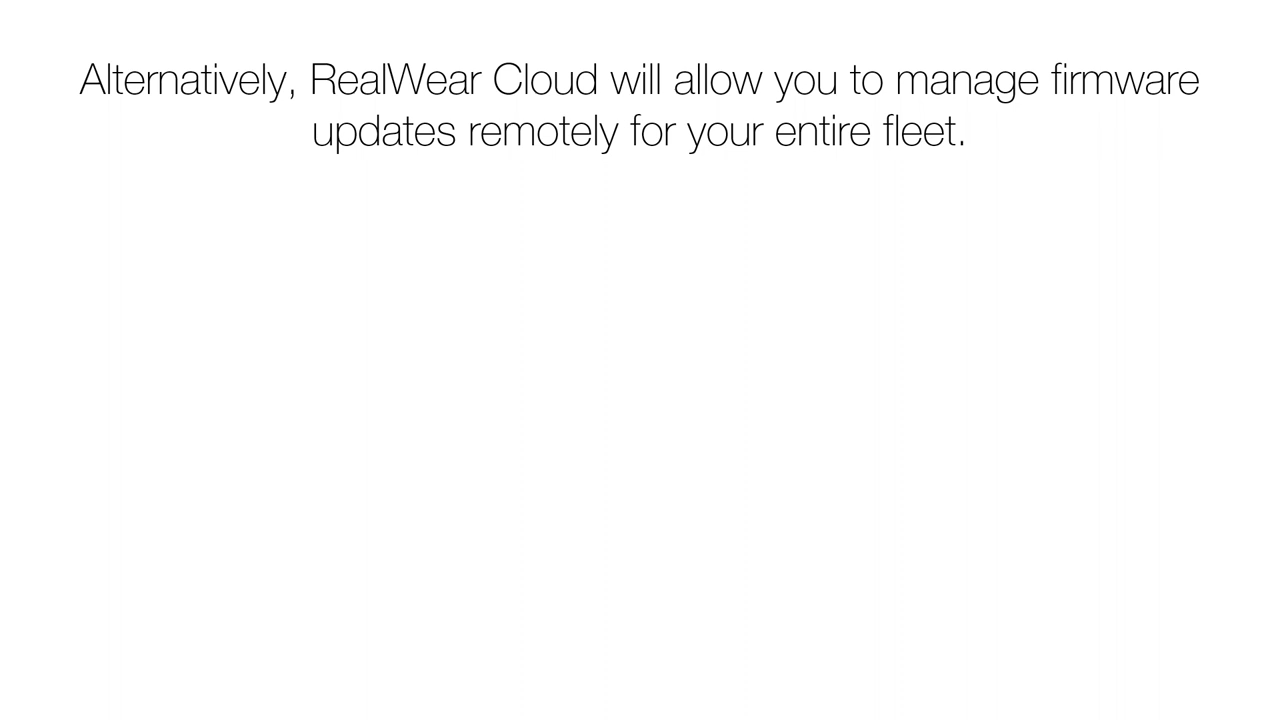 Alternatively, RealWear Cloud will allow you to manage firmware
updates remotely for your entire fleet.